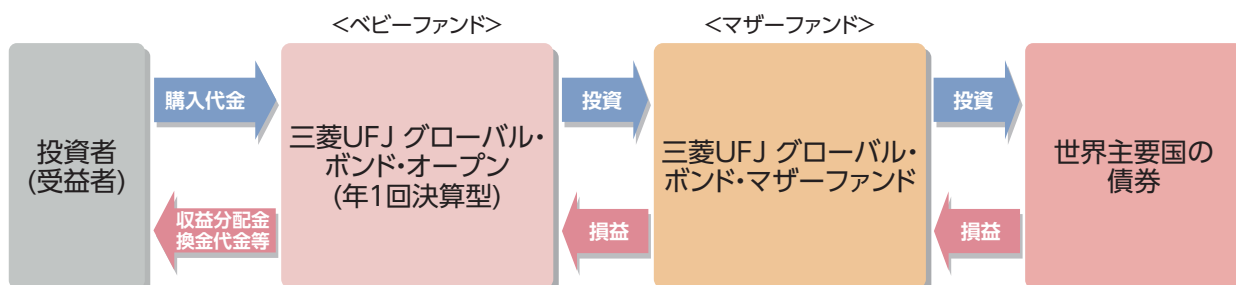 <ベビーファンド>
<マザーファンド>
投資者
(受益者)
購入代金
収益分配金
換金代金等
三菱UFJ グローバル・
ボンド・オープン
(年1回決算型)
投資
損益
三菱UFJ グローバル・
ボンド・マザーファンド
投資
損益
世界主要国の
債券